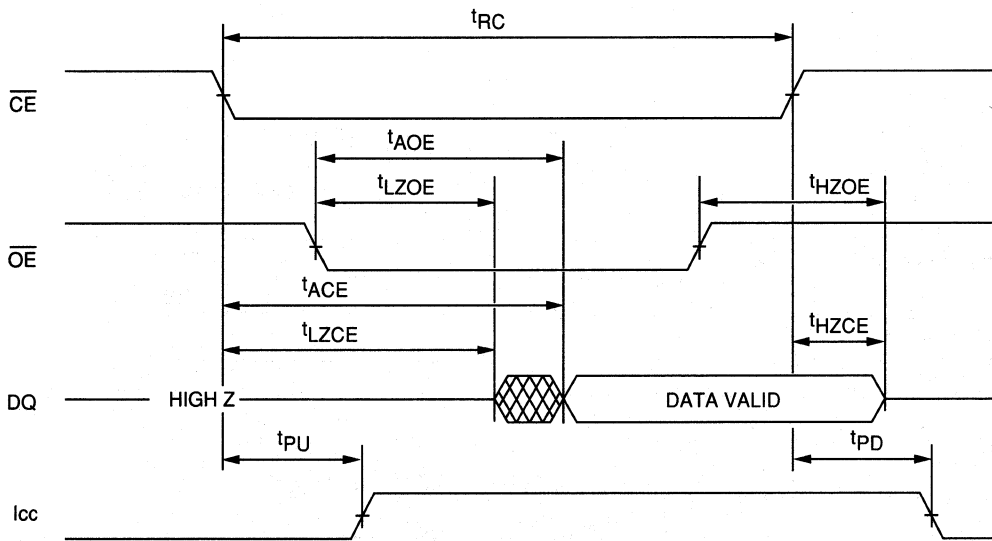 tRC
CE
tAOE
tLZOE
tHZOE
OE
tACE
tLZCE
tHZCE
DQ
HIGH Z
DATA VALID
tPU
tPD
Icc